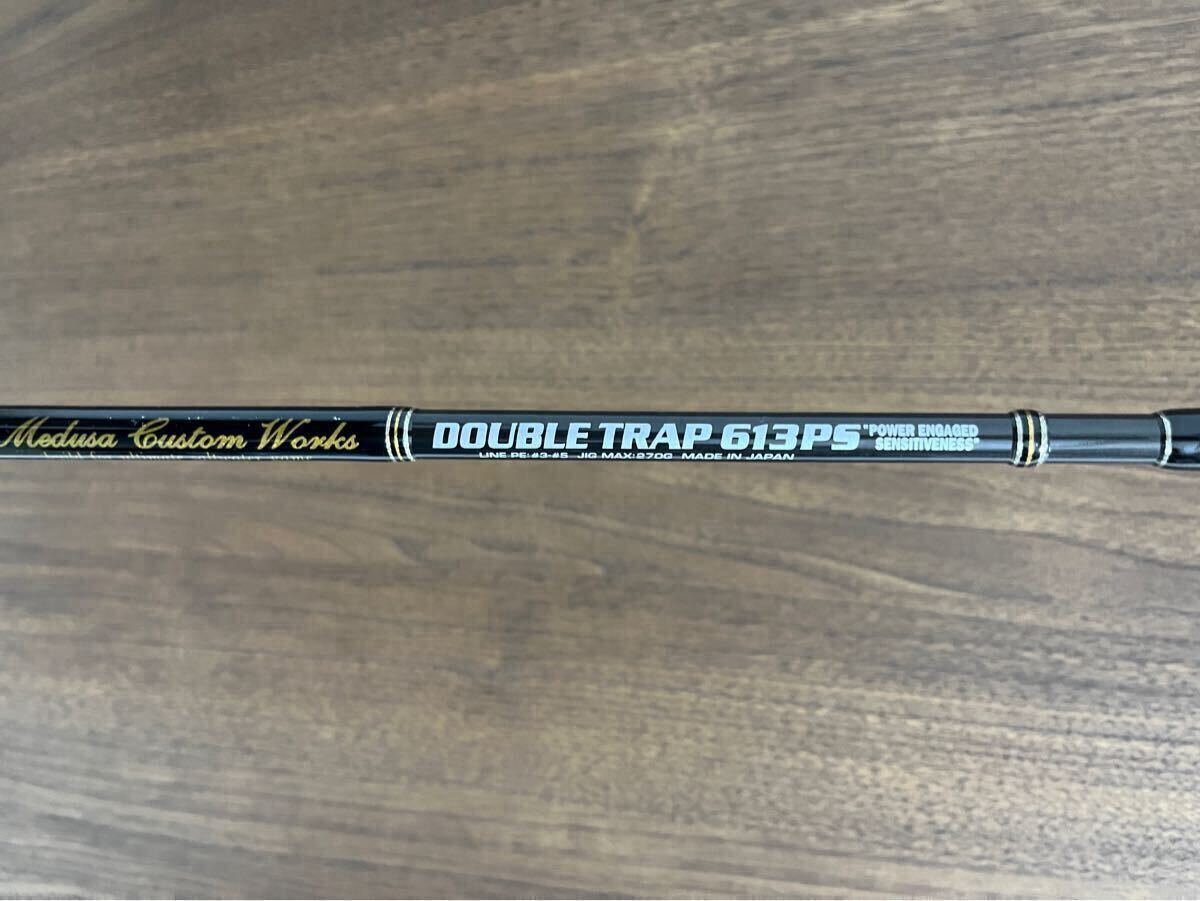 Medusa Custom Works
DOUBLE TRAP 613PS
"POWER ENGAGED
SENSITIVENESS"
LINE PE:#3-#5 JIG MAX:270G MADE IN JAPAN